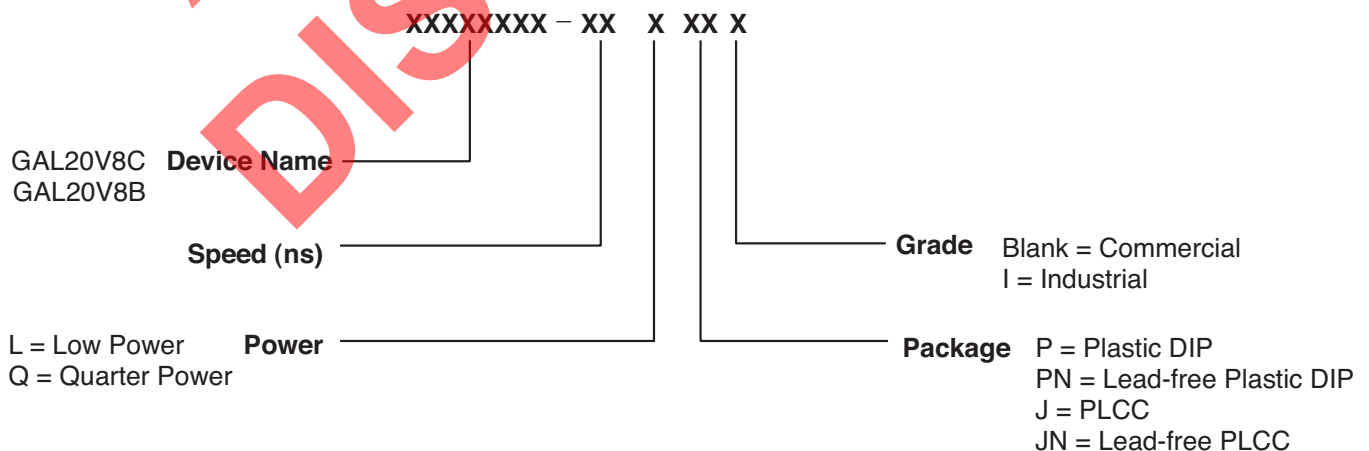 XXXXXXXX – XX X XX X
GAL20V8C Device Name
GAL20V8B
Speed (ns)
L = Low Power Power
Q = Quarter Power
Grade Blank = Commercial
I = Industrial
Package P = Plastic DIP
PN = Lead-free Plastic DIP
J = PLCC
JN = Lead-free PLCC
DIS